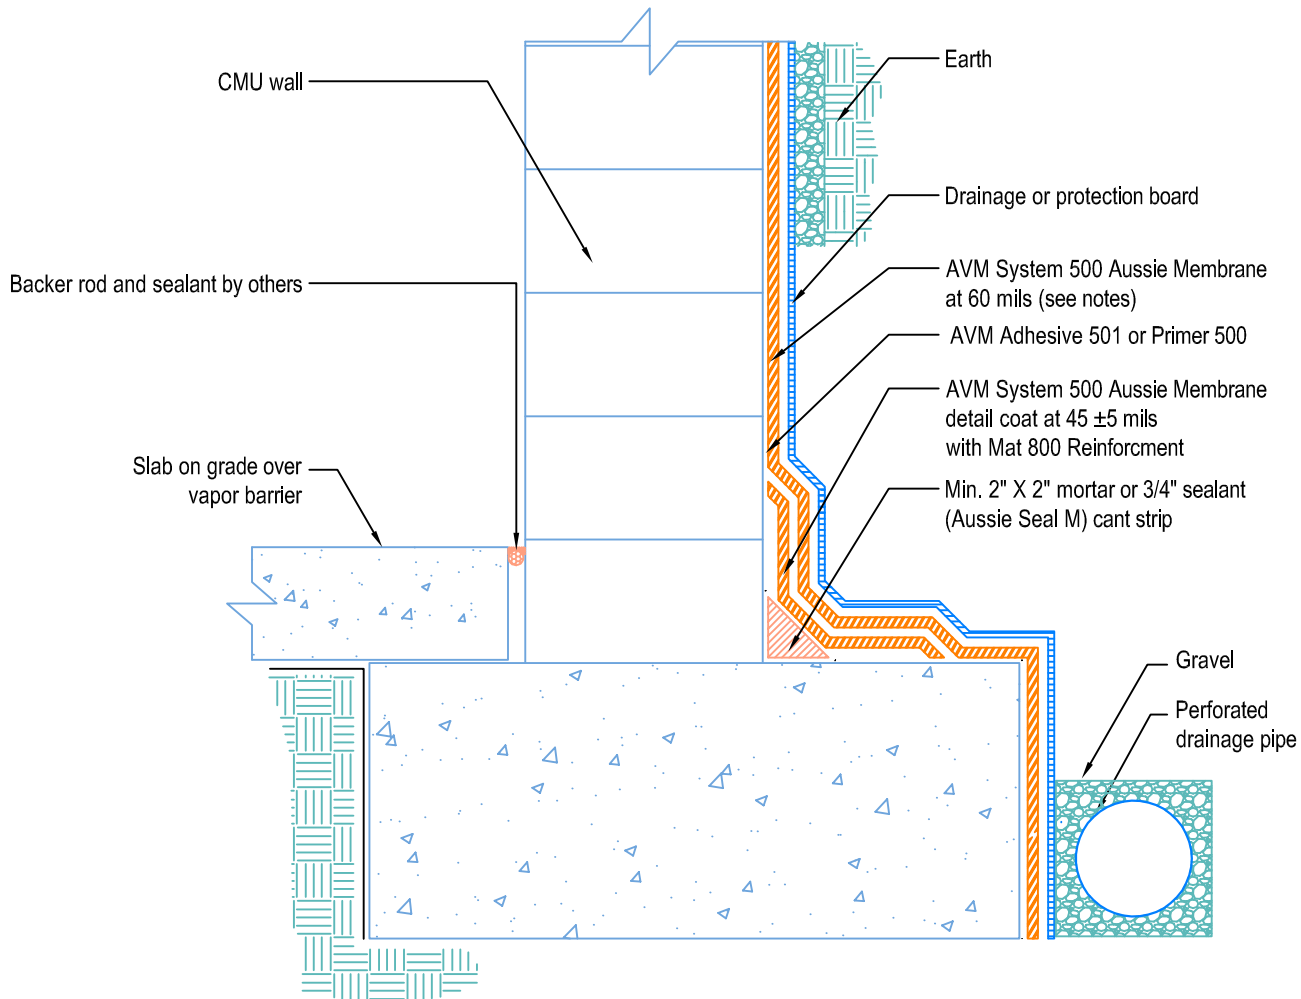 CMU wall
Earth
Drainage or protection board
Backer rod and sealant by others
AVM System 500 Aussie Membrane
at 60 mils (see notes)
AVM Adhesive 501 or Primer 500
AVM System 500 Aussie Membrane
detail coat at 45 ±5 mils
with Mat 800 Reinforcment
Slab on grade over
vapor barrier
Min. 2" X 2" mortar or 3/4" sealant
(Aussie Seal M) cant strip
Gravel
Perforated
drainage pipe